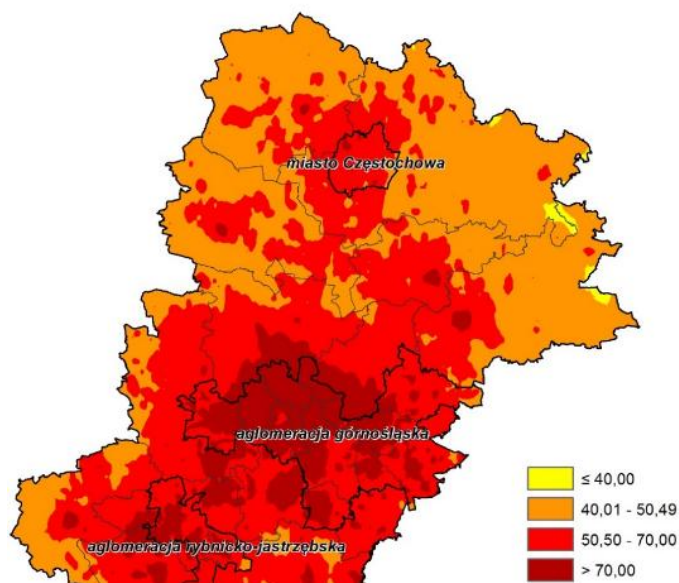 miasto Częstochowa
aglomeracja górnośląska
aglomeracja rybnicko-jastrzębska
≤ 40,00
40,01 - 50,49
50,50 - 70,00
> 70,00